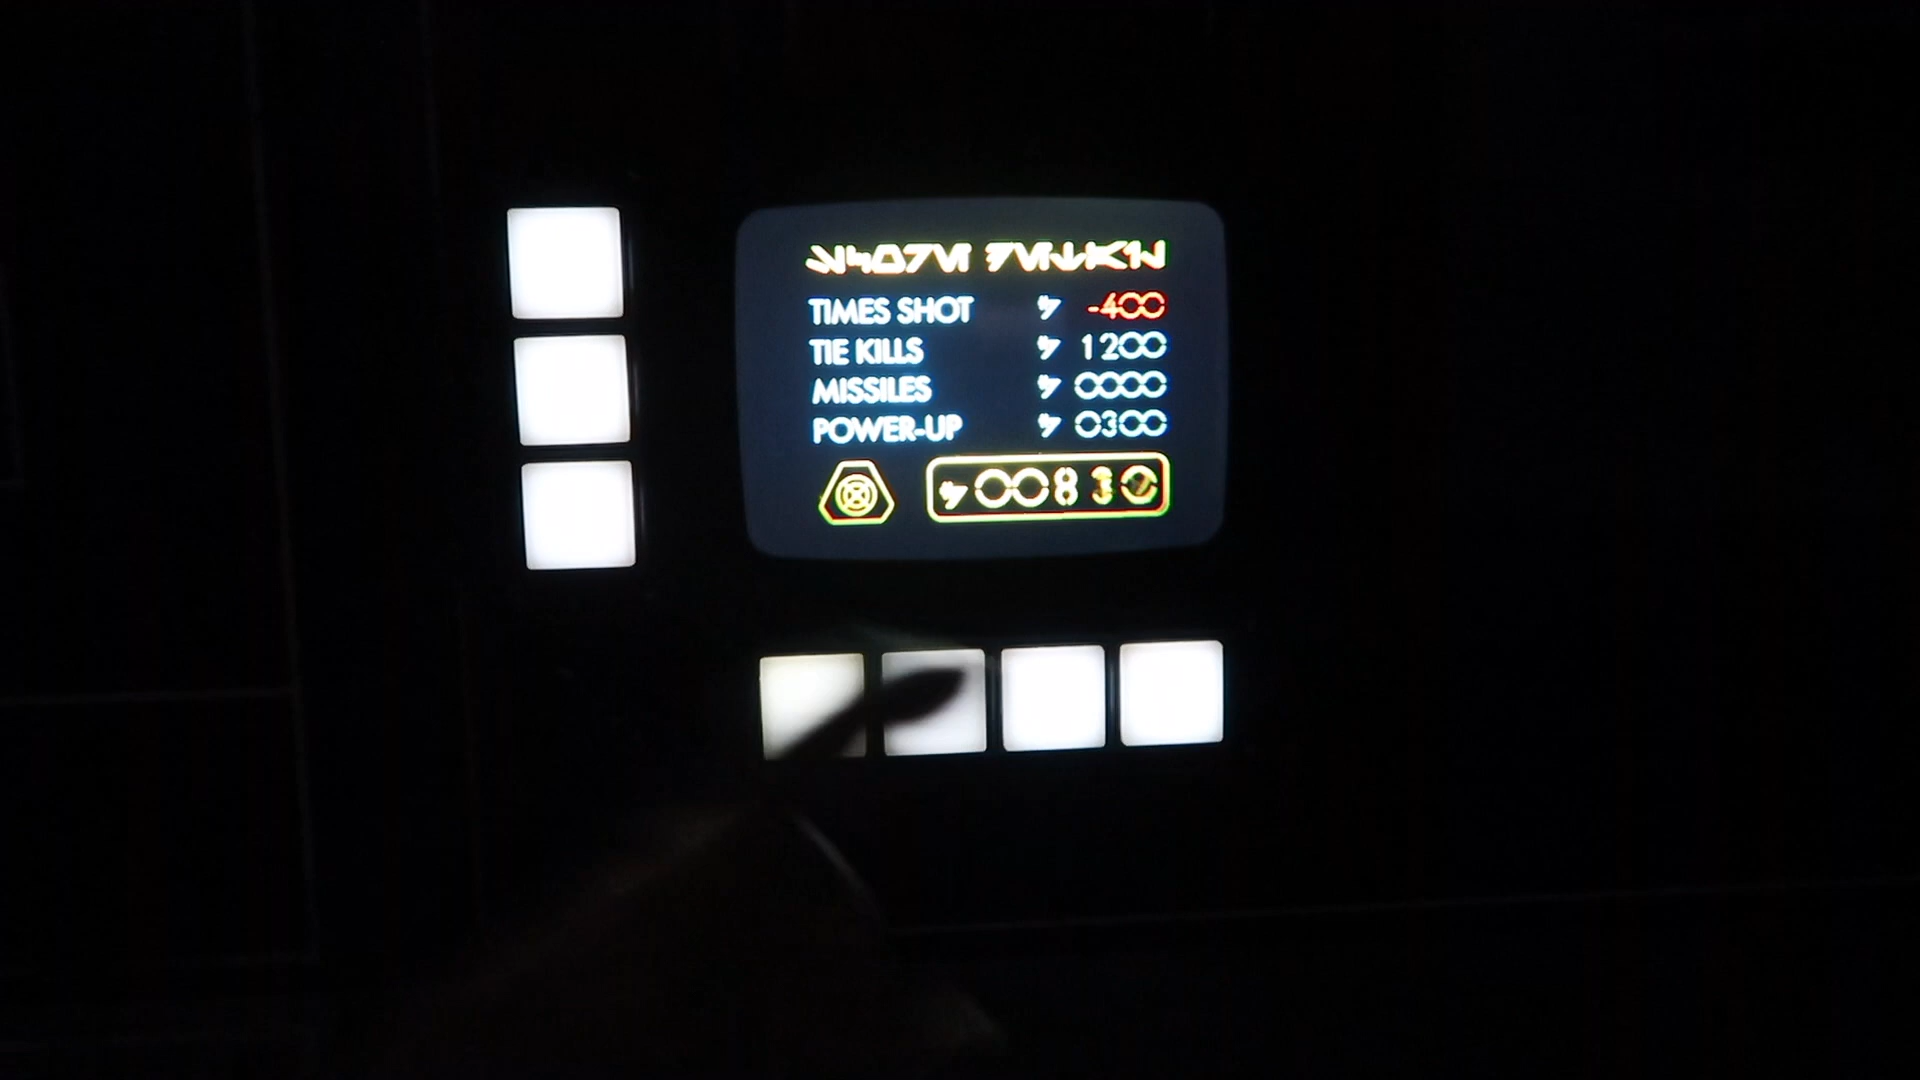 TIMES SHOT -400
TIE KILLS 1200
MISSILES 0000
POWER-UP 0300